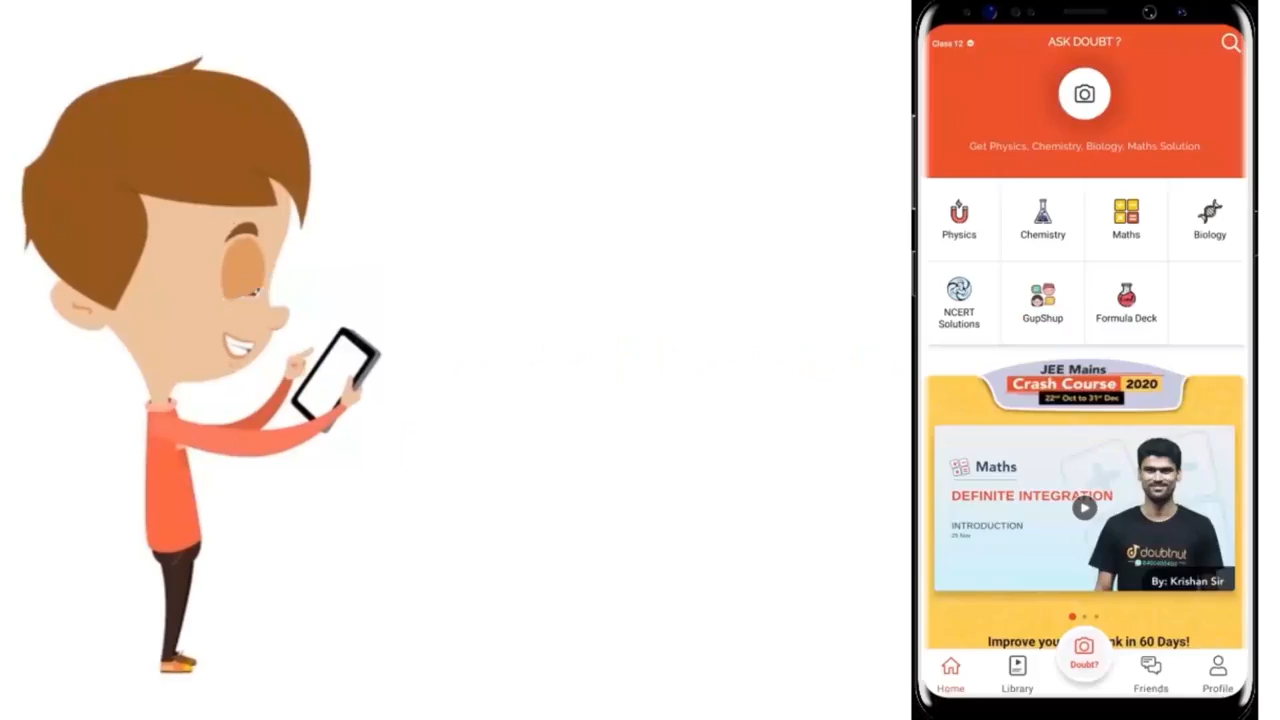 Class 12
ASK DOUBT ?
Get Physics, Chemistry, Biology, Maths Solution
Physics
Chemistry
Maths
Biology
NCERT
Solutions
GupShup
Formula Deck
JEE Mains
Crash Course 2020
22nd Oct to 31st Dec
Maths
DEFINITE INTEGRATION
INTRODUCTION
25 Nov
doubtnut
By: Krishan Sir
in 60 Days!
Doubt?
Home
Library
Friends
Profile